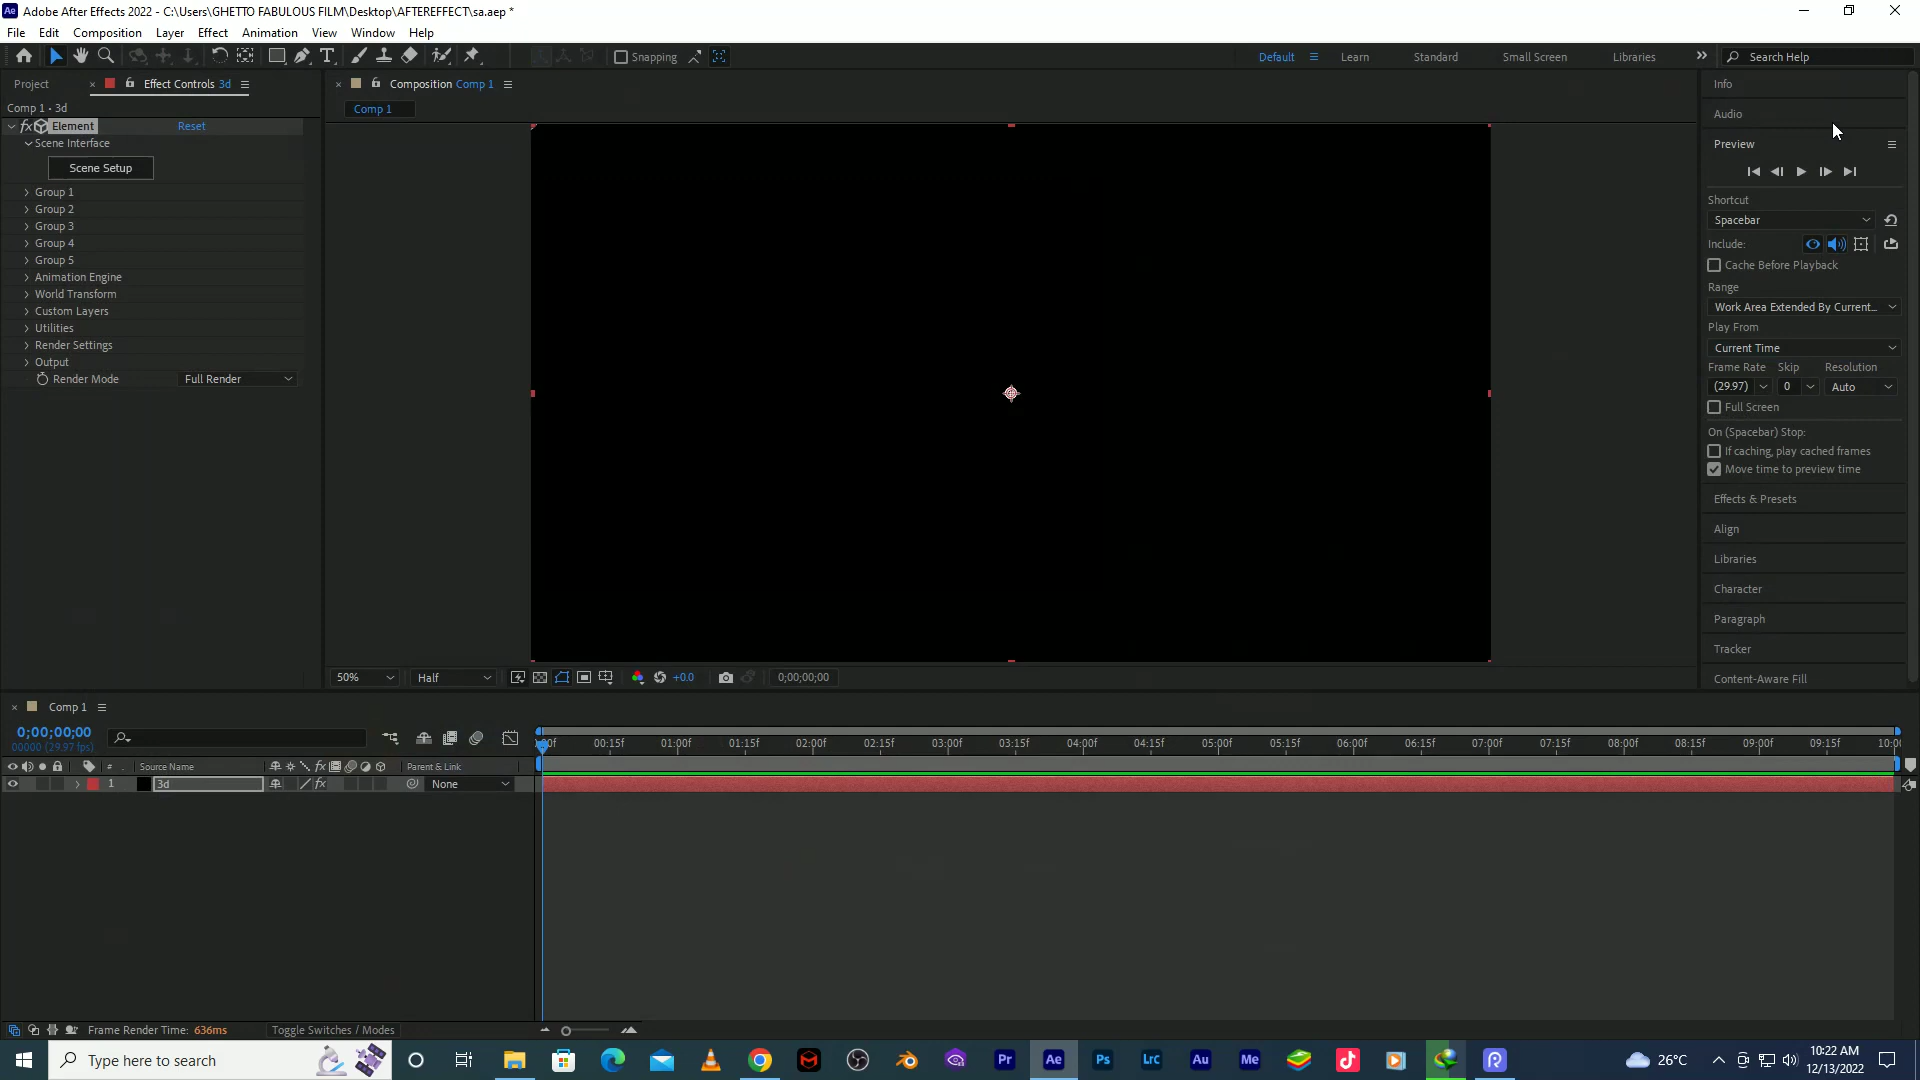 Adobe After Effects 2022 - C:\Users\GHETTO FABULOUS FILM\Desktop\AFTEREFFECT\sa.aep *
File Edit Composition Layer Effect Animation View Window Help
Snapping
Default Learn Standard Small Screen Libraries Search Help
Project Effect Controls 3d
Composition Comp 1
Comp 1 • 3d
Comp 1
fx Element Reset
Scene Interface
Scene Setup
Group 1
Group 2
Group 3
Group 4
Group 5
Animation Engine
World Transform
Custom Layers
Utilities
Render Settings
Output
Render Mode Full Render
50% Half +0.0 0;00;00;00
Info
Audio
Preview
Shortcut
Spacebar
Include:
Cache Before Playback
Range
Work Area Extended By Current...
Play From
Current Time
Frame Rate Skip Resolution
(29.97) 0 Auto
Full Screen
On (Spacebar) Stop:
If caching, play cached frames
Move time to preview time
Effects & Presets
Align
Libraries
Character
Paragraph
Tracker
Content-Aware Fill
Comp 1
0;00;00;00
00000 (29.97 fps)
00:15f 01:00f 01:15f 02:00f 02:15f 03:00f 03:15f 04:00f 04:15f 05:00f 05:15f 06:00f 06:15f 07:00f 07:15f 08:00f 08:15f 09:00f 09:15f
# Source Name fx Parent & Link
1 3d fx None
Frame Render Time: 636ms Toggle Switches / Modes
Type here to search
Pr Ae Ps Lrc Au Me
26°C
10:22 AM
12/13/2022